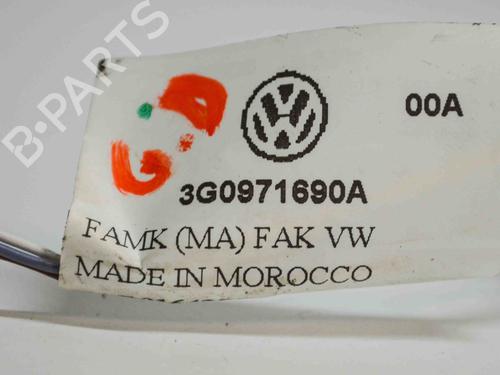 B-PARTS
G.D
00A
3G0971690A
FAMK (MA) FAK VW
MADE IN MOROCCO